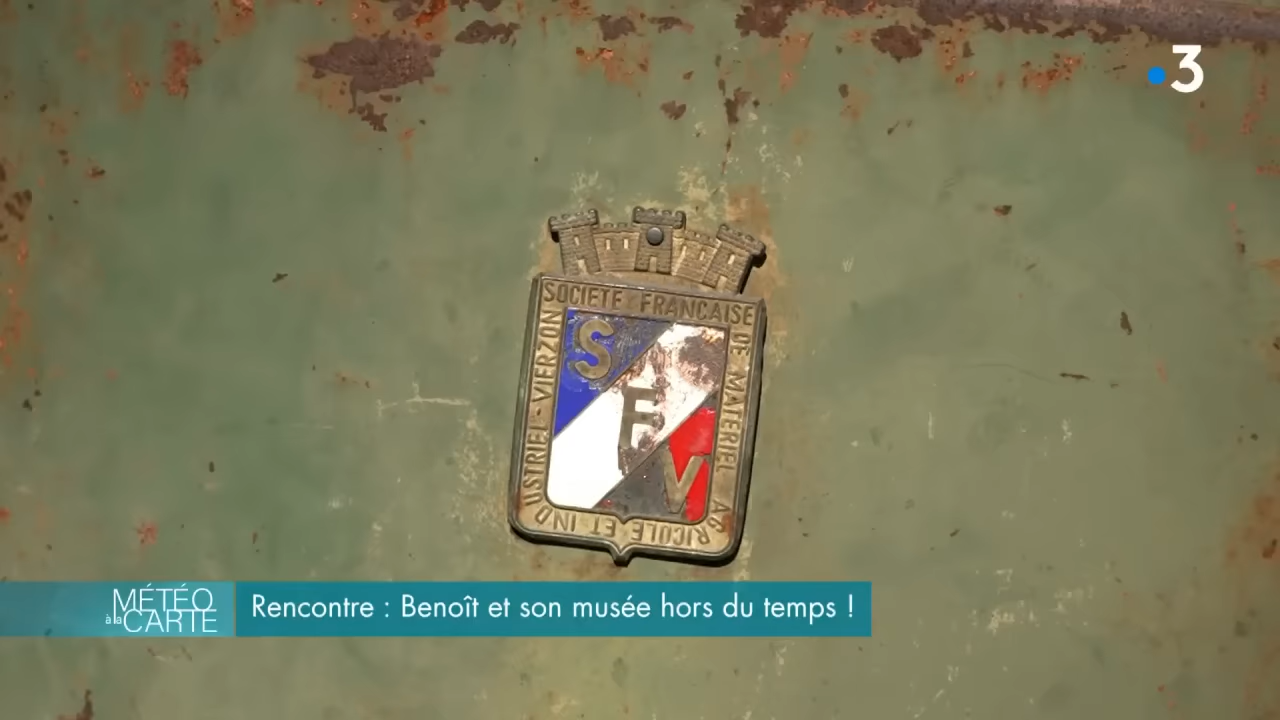 3
SOCIETE FRANCAISE DE MATERIEL AGRICOLE ET INDUSTRIEL - VIERZON
S
F
V
MÉTÉO
à la CARTE
Rencontre : Benoît et son musée hors du temps !